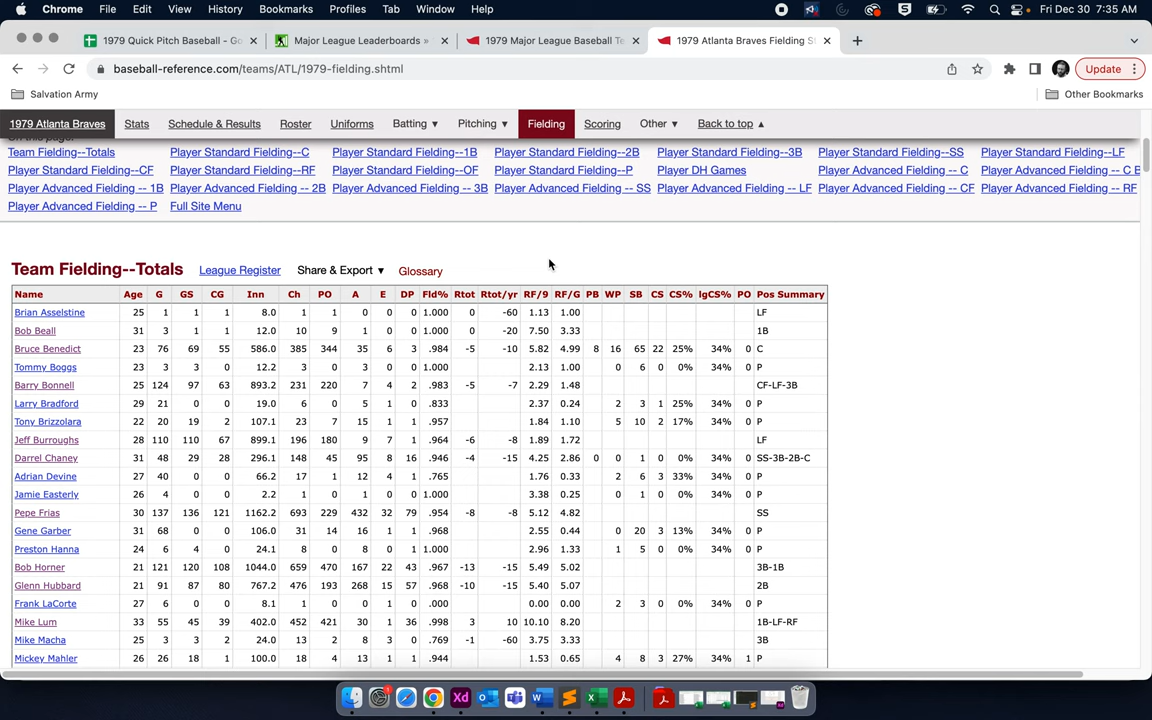 Chrome File Edit View History Bookmarks Profiles Tab Window Help Fri Dec 30 7:35 AM
1979 Quick Pitch Baseball - Go Major League Leaderboards » 1979 Major League Baseball Te 1979 Atlanta Braves Fielding S
baseball-reference.com/teams/ATL/1979-fielding.shtml Update
Salvation Army Other Bookmarks
1979 Atlanta Braves Stats Schedule & Results Roster Uniforms Batting ▼ Pitching ▼ Fielding Scoring Other ▼ Back to top ▲
On this page:
Team Fielding--Totals Player Standard Fielding--C Player Standard Fielding--1B Player Standard Fielding--2B Player Standard Fielding--3B Player Standard Fielding--SS Player Standard Fielding--LF
Player Standard Fielding--CF Player Standard Fielding--RF Player Standard Fielding--OF Player Standard Fielding--P Player DH Games Player Advanced Fielding -- C Player Advanced Fielding -- C B
Player Advanced Fielding -- 1B Player Advanced Fielding -- 2B Player Advanced Fielding -- 3B Player Advanced Fielding -- SS Player Advanced Fielding -- LF Player Advanced Fielding -- CF Player Advanced Fielding -- RF
Player Advanced Fielding -- P Full Site Menu
Team Fielding--Totals League Register Share & Export ▼ Glossary
Name Age G GS CG Inn Ch PO A E DP Fld% Rtot Rtot/yr RF/9 RF/G PB WP SB CS CS% lgCS% PO Pos Summary
Brian Asselstine 25 1 1 1 8.0 1 1 0 0 0 1.000 0 -60 1.13 1.00 LF
Bob Beall 31 3 1 1 12.0 10 9 1 0 0 1.000 0 -20 7.50 3.33 1B
Bruce Benedict 23 76 69 55 586.0 385 344 35 6 3 .984 -5 -10 5.82 4.99 8 16 65 22 25% 34% 0 C
Tommy Boggs 23 3 3 0 12.2 3 0 3 0 0 1.000 2.13 1.00 0 6 0 0% 34% 0 P
Barry Bonnell 25 124 97 63 893.2 231 220 7 4 2 .983 -5 -7 2.29 1.48 CF-LF-3B
Larry Bradford 29 21 0 0 19.0 6 0 5 1 0 .833 2.37 0.24 2 3 1 25% 34% 0 P
Tony Brizzolara 22 20 19 2 107.1 23 7 15 1 1 .957 1.84 1.10 5 10 2 17% 34% 0 P
Jeff Burroughs 28 110 110 67 899.1 196 180 9 7 1 .964 -6 -8 1.89 1.72 LF
Darrel Chaney 31 48 29 28 296.1 148 45 95 8 16 .946 -4 -15 4.25 2.86 0 0 1 0 0% 34% 0 SS-3B-2B-C
Adrian Devine 27 40 0 0 66.2 17 1 12 4 1 .765 1.76 0.33 2 6 3 33% 34% 0 P
Jamie Easterly 26 4 0 0 2.2 1 0 1 0 0 1.000 3.38 0.25 0 1 0 0% 34% 0 P
Pepe Frias 30 137 136 121 1162.2 693 229 432 32 79 .954 -8 -8 5.12 4.82 SS
Gene Garber 31 68 0 0 106.0 31 14 16 1 1 .968 2.55 0.44 0 20 3 13% 34% 0 P
Preston Hanna 24 6 4 0 24.1 8 0 8 0 1 1.000 2.96 1.33 1 5 0 0% 34% 0 P
Bob Horner 21 121 120 108 1044.0 659 470 167 22 43 .967 -13 -15 5.49 5.02 3B-1B
Glenn Hubbard 21 91 87 80 767.2 476 193 268 15 57 .968 -10 -15 5.40 5.07 2B
Frank LaCorte 27 6 0 0 8.1 1 0 0 1 0 .000 0.00 0.00 2 3 0 0% 34% 0 P
Mike Lum 33 55 45 39 402.0 452 421 30 1 36 .998 3 10 10.10 8.20 1B-LF-RF
Mike Macha 25 3 3 2 24.0 13 2 8 3 0 .769 -1 -60 3.75 3.33 3B
Mickey Mahler 26 26 18 1 100.0 18 4 13 1 1 .944 1.53 0.65 4 8 3 27% 34% 1 P